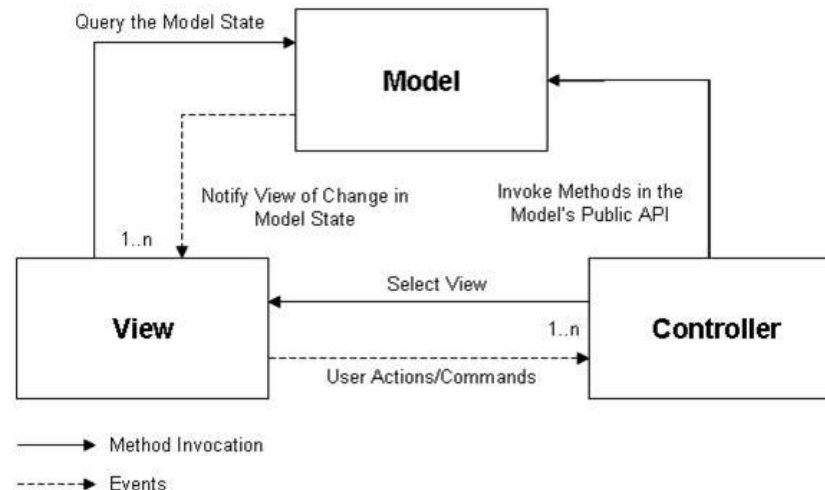 Query the Model State
Model
Notify View of Change in
Model State
Invoke Methods in the
Model's Public API
1..n
View
Select View
1..n
User Actions/Commands
Controller
Method Invocation
Events